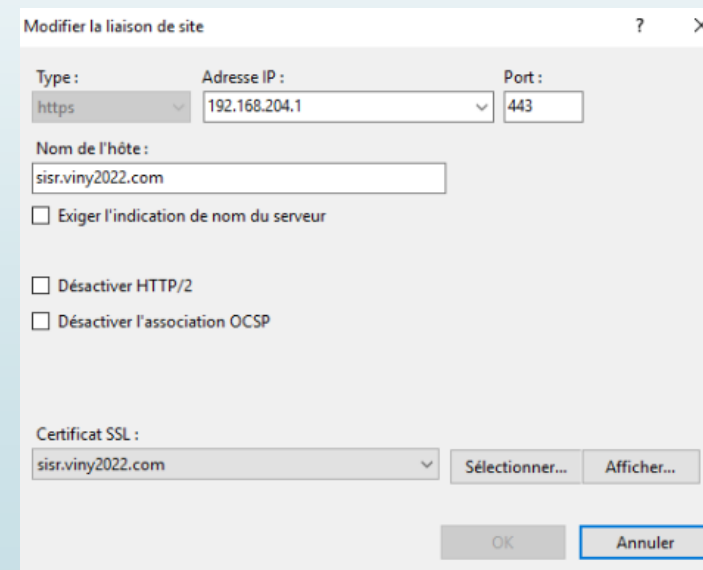 Modifier la liaison de site
Type :
Adresse IP :
Port :
https
192.168.204.1
443
Nom de l'hôte :
sisr.viny2022.com
Exiger l'indication de nom du serveur
Désactiver HTTP/2
Désactiver l'association OCSP
Certificat SSL :
sisr.viny2022.com
Sélectionner...
Afficher...
OK
Annuler